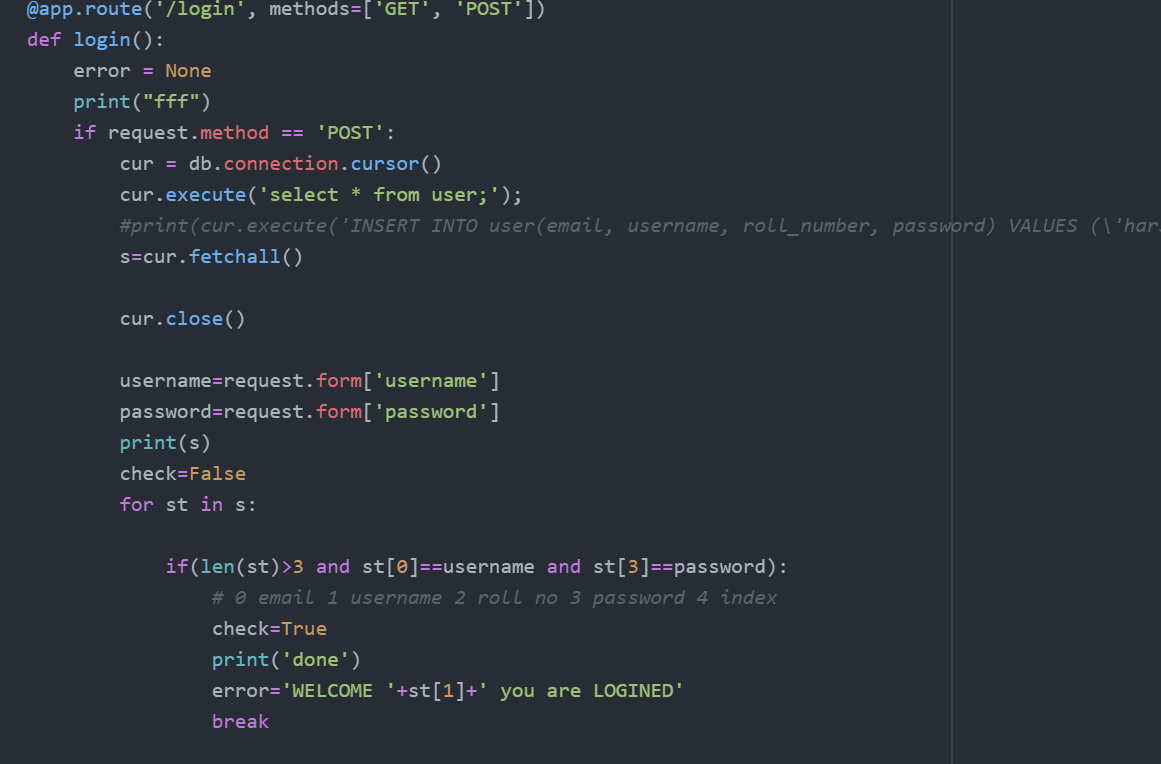 @app.route('/login', methods=['GET', 'POST'])
def login():
    error = None
    print("fff")
    if request.method == 'POST':
        cur = db.connection.cursor()
        cur.execute('select * from user;');
        #print(cur.execute('INSERT INTO user(email, username, roll_number, password) VALUES (\'har
        s=cur.fetchall()
        cur.close()
        username=request.form['username']
        password=request.form['password']
        print(s)
        check=False
        for st in s:
            if(len(st)>3 and st[0]==username and st[3]==password):
                # 0 email 1 username 2 roll no 3 password 4 index
                check=True
                print('done')
                error='WELCOME '+st[1]+' you are LOGINED'
                break